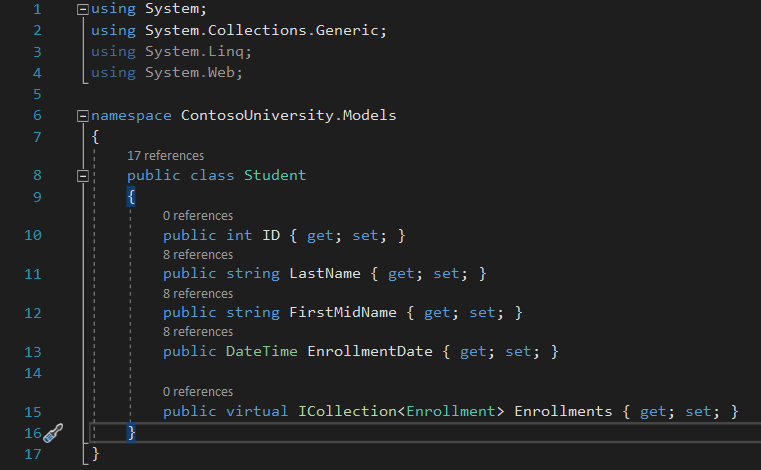 1 using System;
2 using System.Collections.Generic;
3 using System.Linq;
4 using System.Web;
5
6 namespace ContosoUniversity.Models
7 {
17 references
8 public class Student
9 {
0 references
10 public int ID { get; set; }
8 references
11 public string LastName { get; set; }
8 references
12 public string FirstMidName { get; set; }
8 references
13 public DateTime EnrollmentDate { get; set; }
14
0 references
15 public virtual ICollection<Enrollment> Enrollments { get; set; }
16 }
17 }